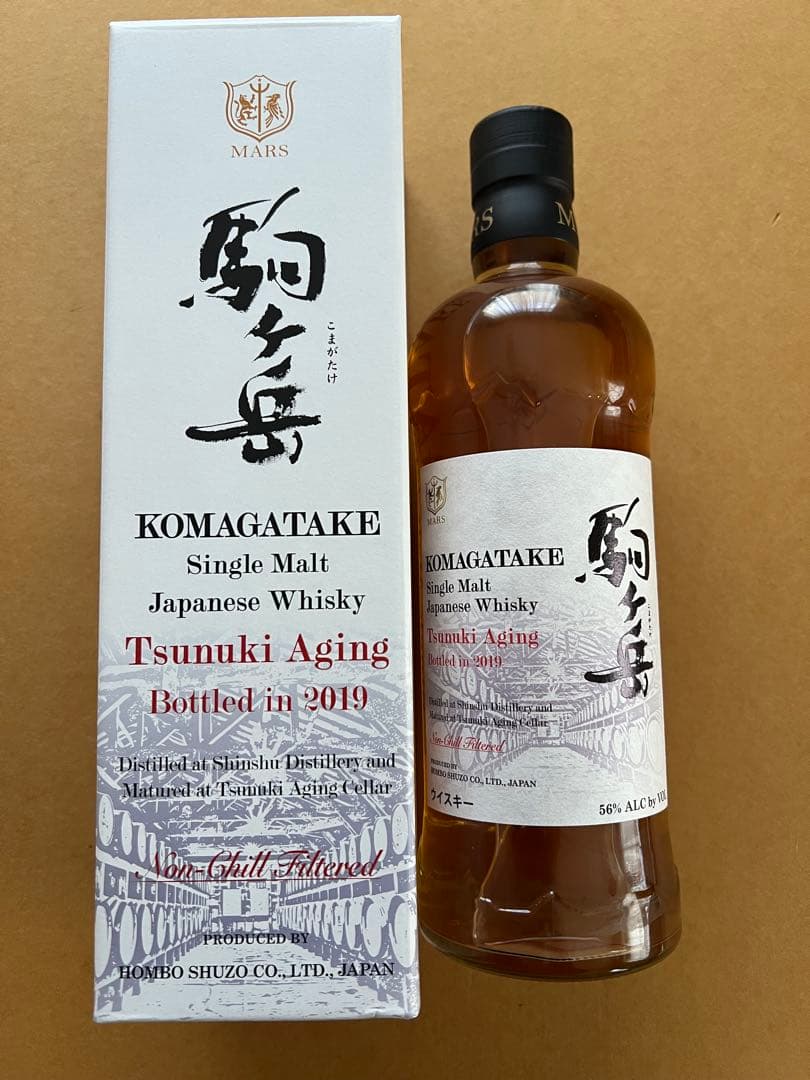 MARS
駒ヶ岳
こまがたけ
KOMAGATAKE
Single Malt
Japanese Whisky
Tsunuki Aging
Bottled in 2019
Distilled at Shinshu Distillery and
Matured at Tsunuki Aging Cellar
Non-Chill Filtered
PRODUCED BY
HOMBO SHUZO CO., LTD., JAPAN
MARS
駒ヶ岳
KOMAGATAKE
Single Malt
Japanese Whisky
Tsunuki Aging
Bottled in 2019
Distilled at Shinshu Distillery and
Matured at Tsunuki Aging Cellar
Non-Chill Filtered
PRODUCED BY
HOMBO SHUZO CO., LTD., JAPAN
ウイスキー
56% ALC by VOL